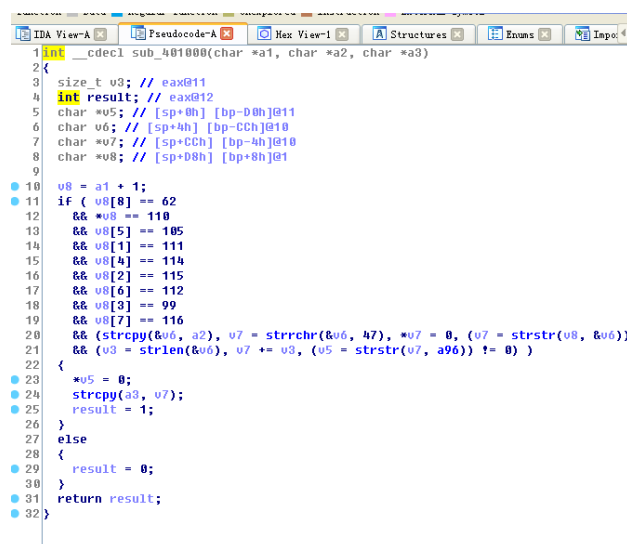 IDA View-A Pseudocode-A Hex View-1 Structures Enums Impo
1 int __cdecl sub_401000(char *a1, char *a2, char *a3)
2 {
3 size_t v3; // eax@11
4 int result; // eax@12
5 char *v5; // [sp+0h] [bp-D0h]@11
6 char v6; // [sp+4h] [bp-CCh]@10
7 char *v7; // [sp+CCh] [bp-4h]@10
8 char *v8; // [sp+D8h] [bp+8h]@1
9
10 v8 = a1 + 1;
11 if ( v8[8] == 62
12 && *v8 == 110
13 && v8[5] == 105
14 && v8[1] == 111
15 && v8[4] == 114
16 && v8[2] == 115
17 && v8[6] == 112
18 && v8[3] == 99
19 && v8[7] == 116
20 && (strcpy(&v6, a2), v7 = strrchr(&v6, 47), *v7 = 0, (v7 = strstr(v8, &v6))
21 && (v3 = strlen(&v6), v7 += v3, (v5 = strstr(v7, a96)) != 0) )
22 {
23 *v5 = 0;
24 strcpy(a3, v7);
25 result = 1;
26 }
27 else
28 {
29 result = 0;
30 }
31 return result;
32 }